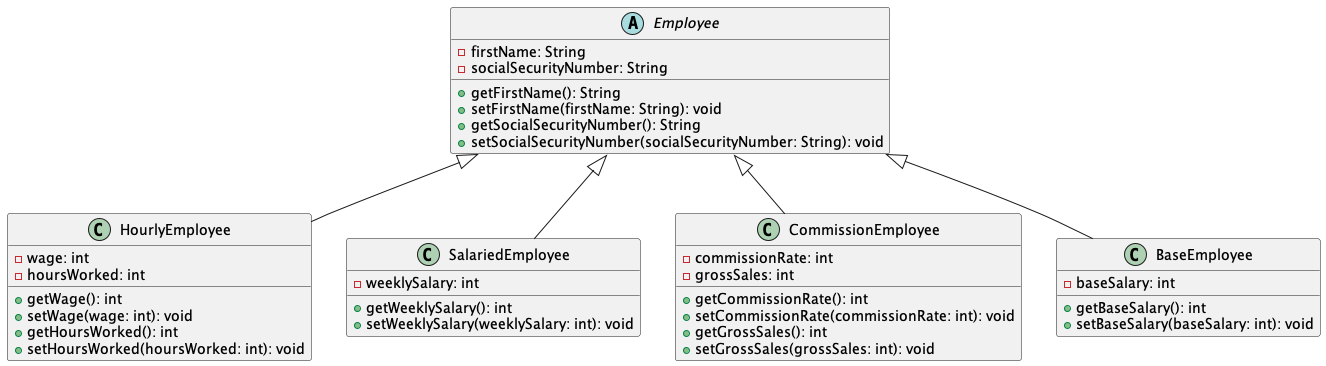 A Employee
firstName: String
socialSecurityNumber: String
getFirstName(): String
setFirstName(firstName: String): void
getSocialSecurityNumber(): String
setSocialSecurityNumber(socialSecurityNumber: String): void
C HourlyEmployee
wage: int
hoursWorked: int
getWage(): int
setWage(wage: int): void
getHoursWorked(): int
setHoursWorked(hoursWorked: int): void
C SalariedEmployee
weeklySalary: int
getWeeklySalary(): int
setWeeklySalary(weeklySalary: int): void
C CommissionEmployee
commissionRate: int
grossSales: int
getCommissionRate(): int
setCommissionRate(commissionRate: int): void
getGrossSales(): int
setGrossSales(grossSales: int): void
C BaseEmployee
baseSalary: int
getBaseSalary(): int
setBaseSalary(baseSalary: int): void